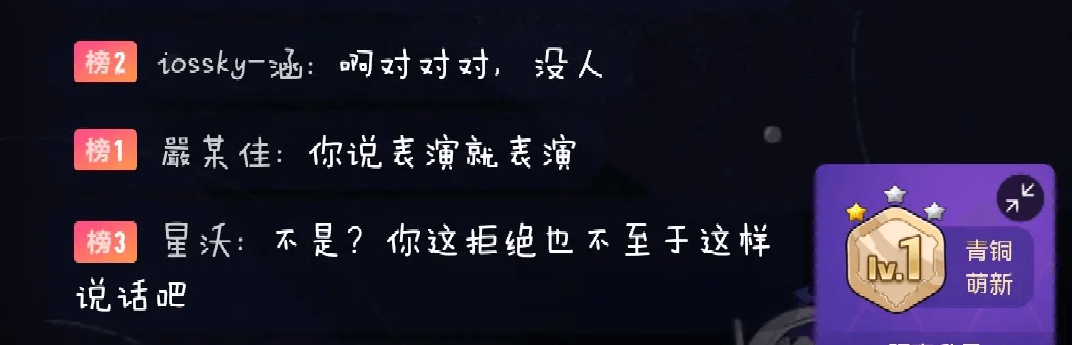 榜2 iossky-涵：啊对对对，没人
榜1 嚴某佳：你说表演就表演
榜3 星沃：不是？你这拒绝也不至于这样
说话吧
lv.1
青铜
萌新